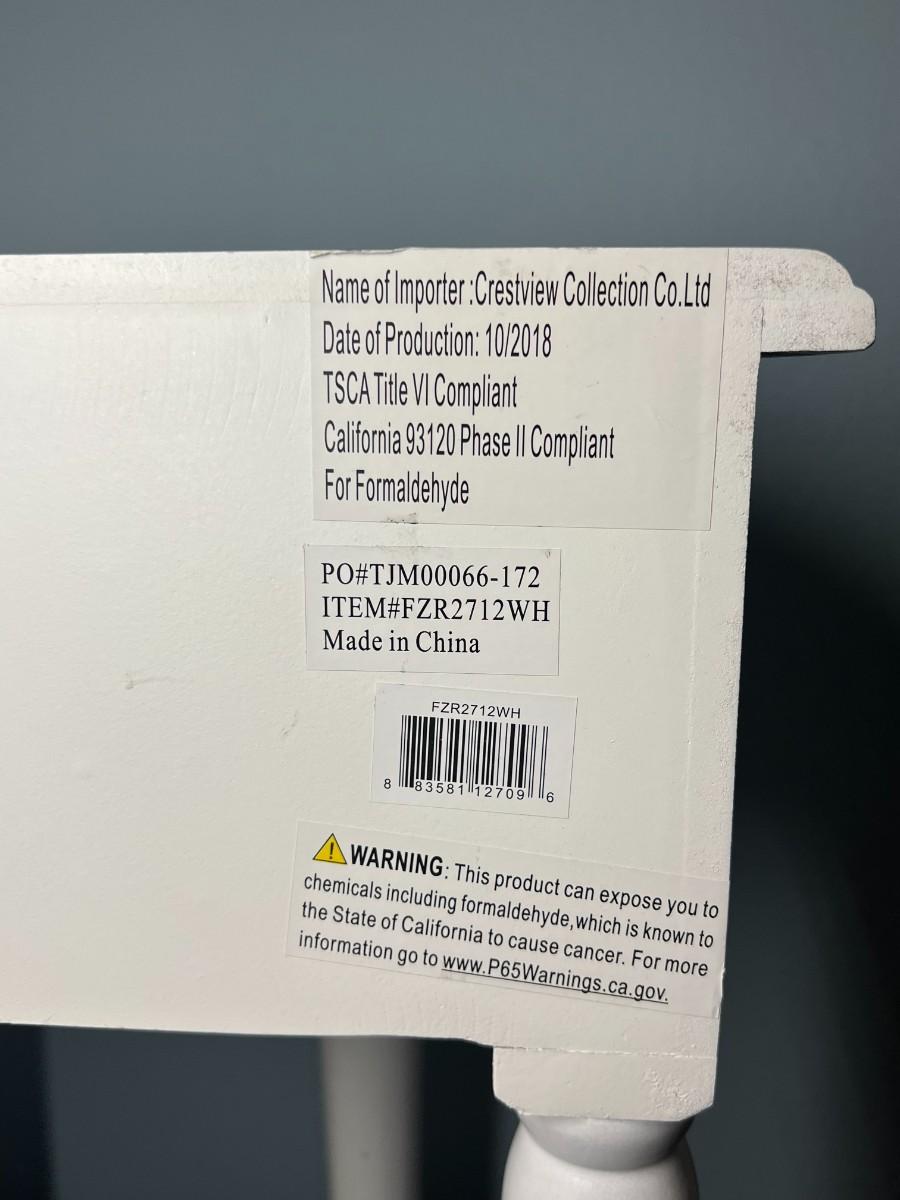 Name of Importer :Crestview Collection Co.Ltd
Date of Production: 10/2018
TSCA Title VI Compliant
California 93120 Phase II Compliant
For Formaldehyde
PO#TJM00066-172
ITEM#FZR2712WH
Made in China
FZR2712WH
8 83581 12709 6
WARNING: This product can expose you to
chemicals including formaldehyde,which is known to
the State of California to cause cancer. For more
information go to www.P65Warnings.ca.gov.